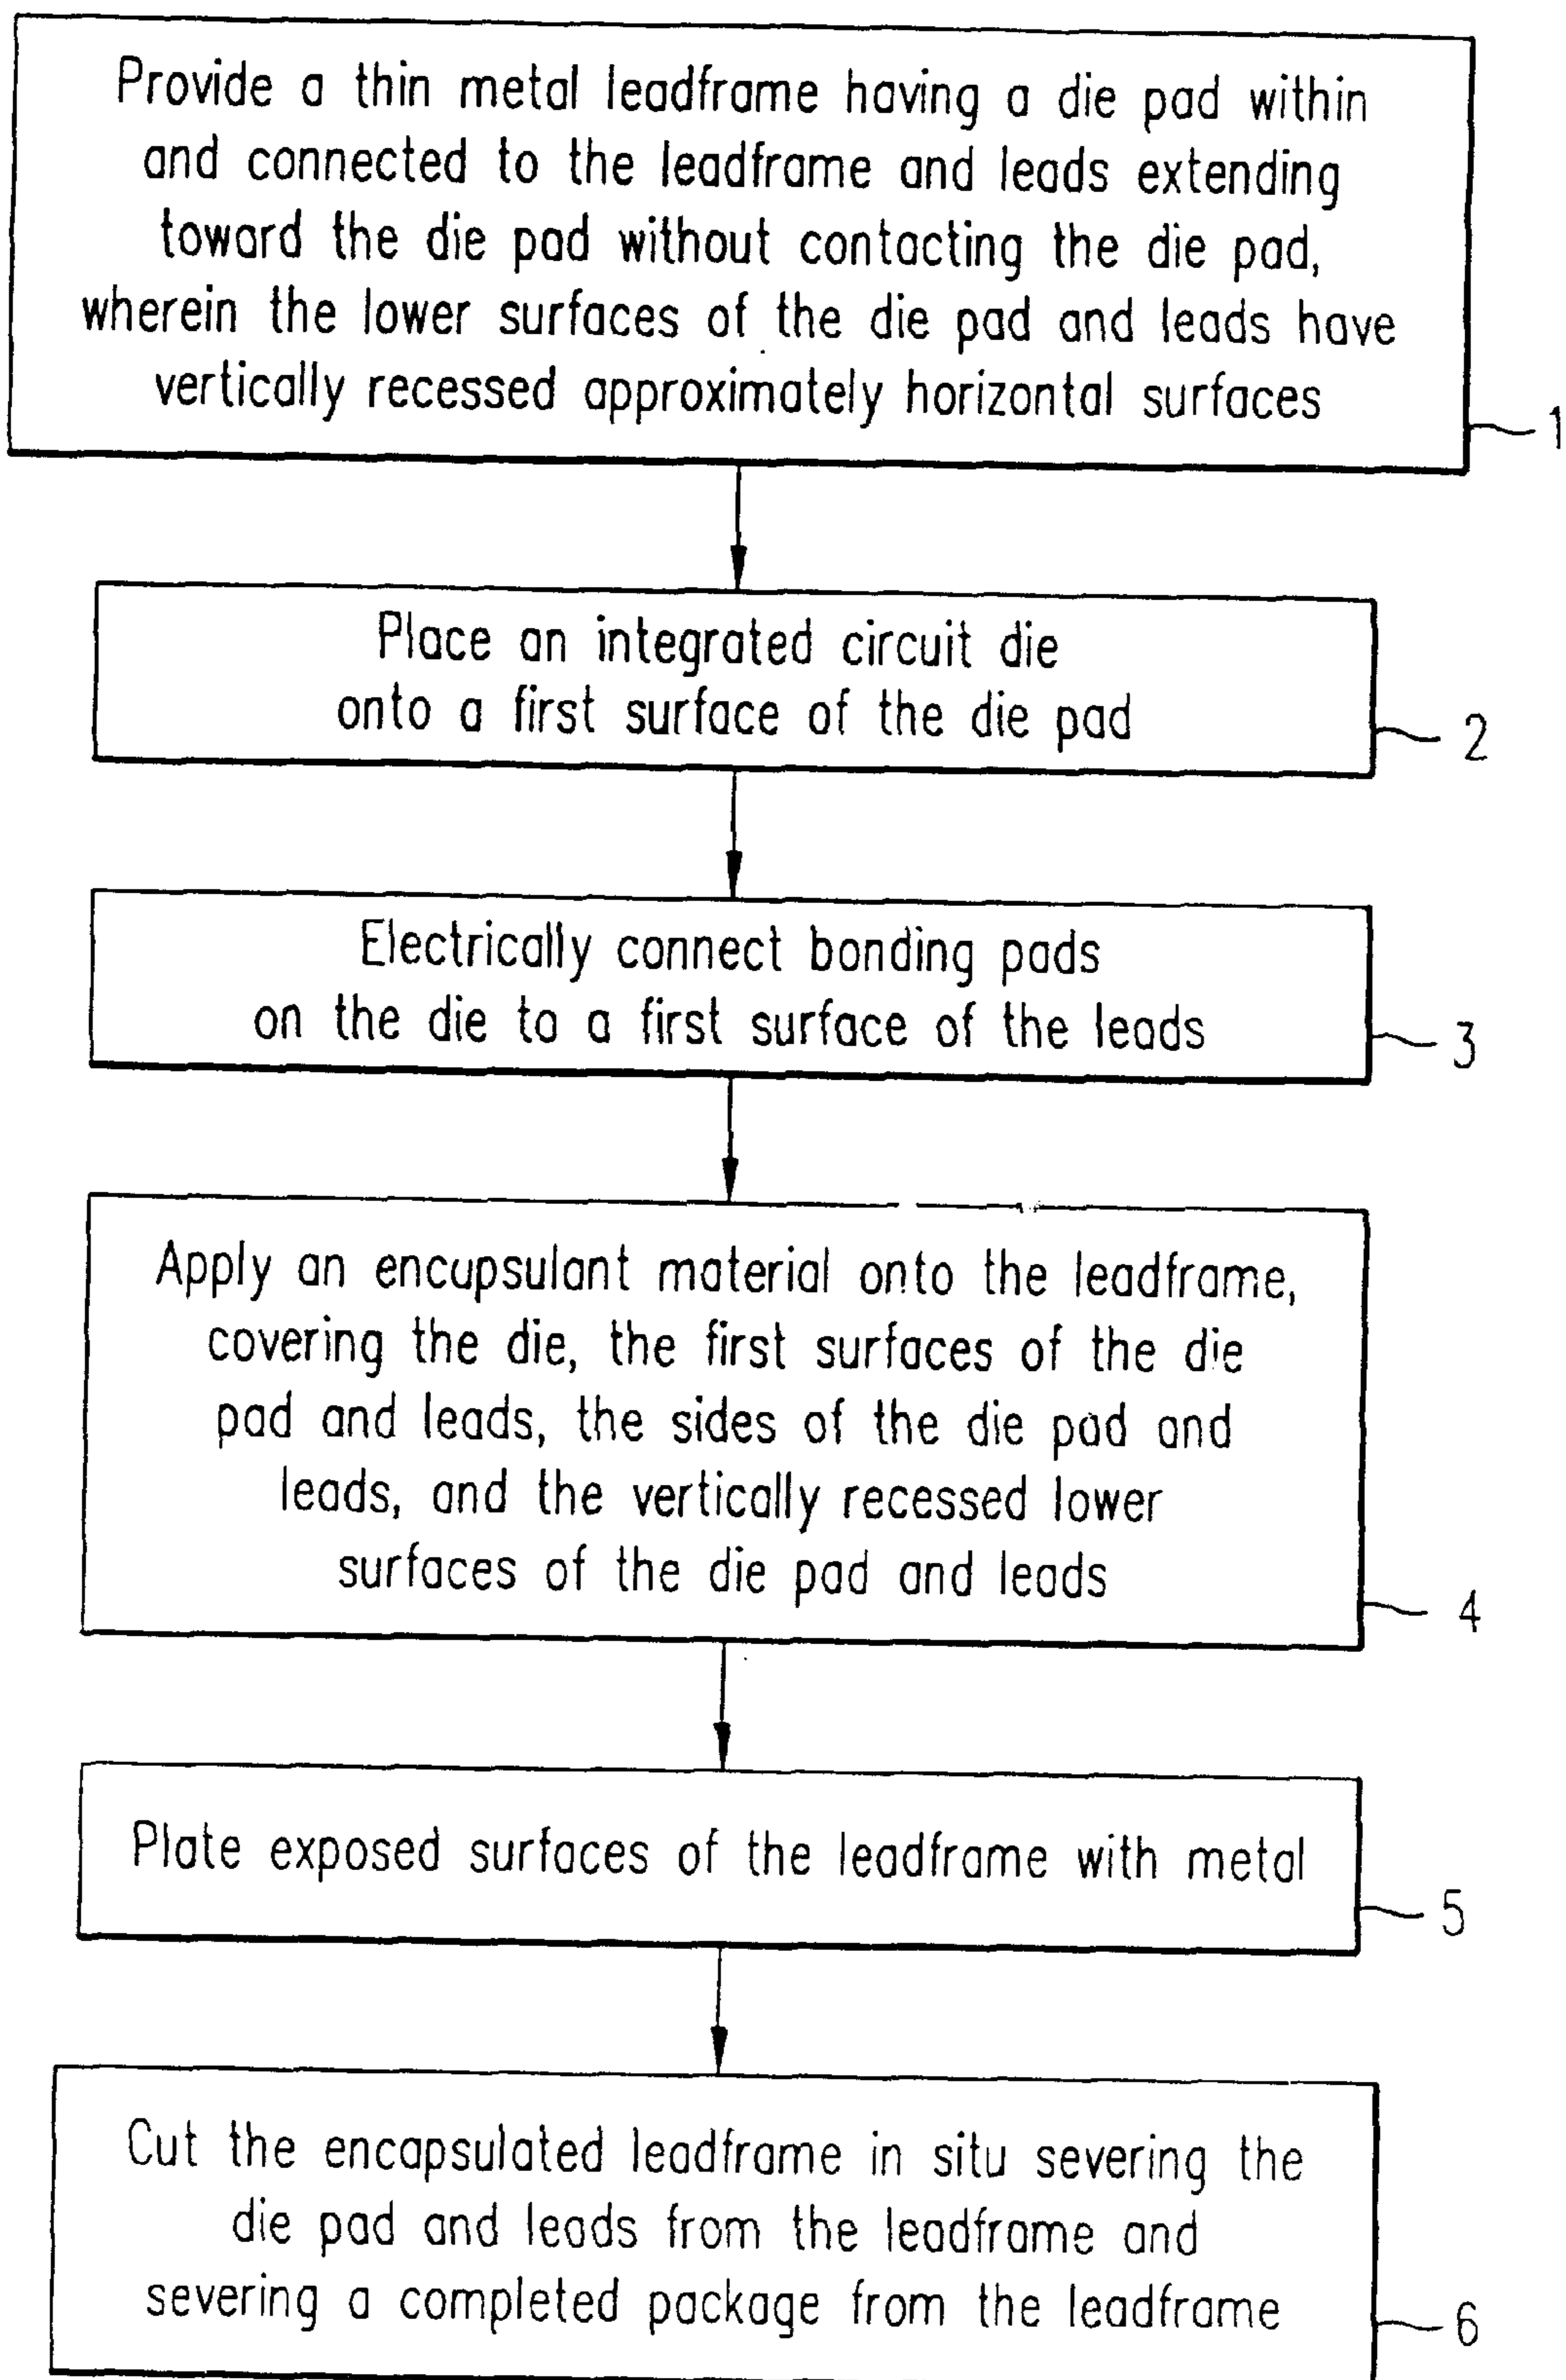 Provide a thin metal leadframe having a die pad within
and connected to the leadframe and leads extending
toward the die pad without contacting the die pad,
wherein the lower surfaces of the die pad and leads have
vertically recessed approximately horizontal surfaces
1
Place an integrated circuit die
onto a first surface of the die pad
2
Electrically connect bonding pads
on the die to a first surface of the leads
3
Apply an encupsulant material onto the leadframe,
covering the die, the first surfaces of the die
pad and leads, the sides of the die pad and
leads, and the vertically recessed lower
surfaces of the die pad and leads
4
Plate exposed surfaces of the leadframe with metal
5
Cut the encapsulated leadframe in situ severing the
die pad and leads from the leadframe and
severing a completed package from the leadframe
6